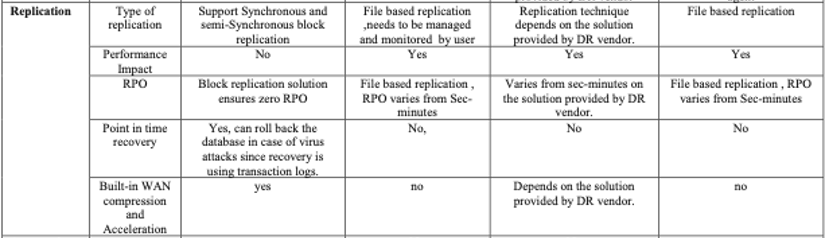 Replication
Type of
replication
Support Synchronous and
semi-Synchronous block
replication
File based replication
,needs to be managed
and monitored by user
Replication technique
depends on the solution
provided by DR vendor.
File based replication
Performance
Impact
No
Yes
Yes
Yes
RPO
Block replication solution
ensures zero RPO
File based replication ,
RPO varies from Sec-
minutes
Varies from sec-minutes on
the solution provided by DR
vendor.
File based replication , RPO
varies from Sec-minutes
Point in time
recovery
Yes, can roll back the
database in case of virus
attacks since recovery is
using transaction logs.
No,
No
No
Built-in WAN
compression
and
Acceleration
yes
no
Depends on the solution
provided by DR vendor.
no